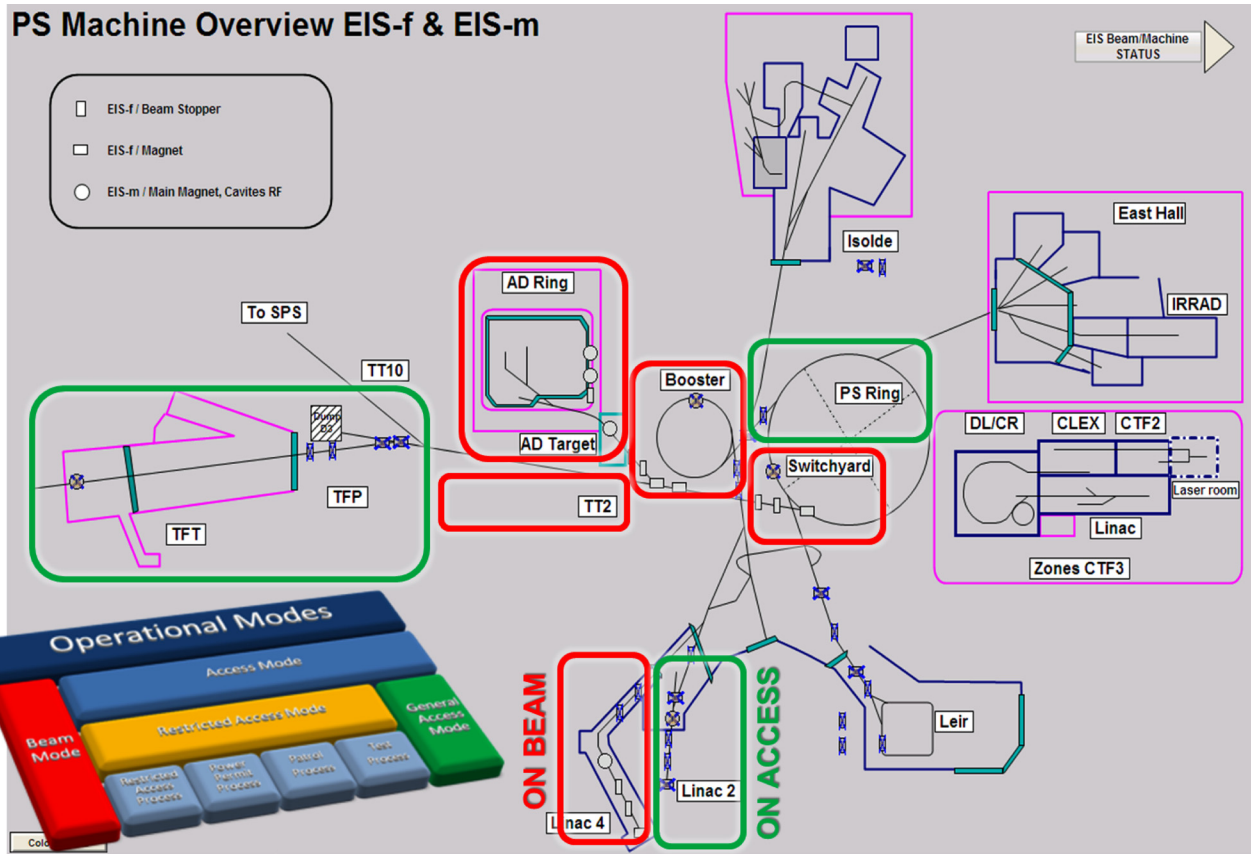 PS Machine Overview EIS-f & EIS-m
EIS Beam/Machine
STATUS
EIS-f / Beam Stopper
EIS-f / Magnet
EIS-m / Main Magnet, Cavites RF
Isolde
East Hall
IRRAD
AD Ring
To SPS
TT10
Booster
PS Ring
Dump
D3
AD Target
Switchyard
DL/CR
CLEX
CTF2
Laser room
TFP
TT2
TFT
Linac
Zones CTF3
Operational Modes
Access Mode
Restricted Access Mode
General
Access
Mode
Beam
Mode
Restricted
Access
Process
Power
Permit
Process
Patrol
Process
Test
Process
ON BEAM
ON ACCESS
Leir
Linac 2
Linac 4